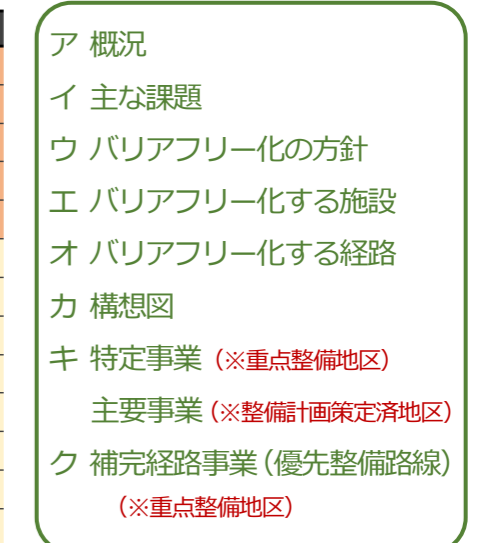 ア 概況
イ 主な課題
ウ バリアフリー化の方針
エ バリアフリー化する施設
オ バリアフリー化する経路
カ 構想図
キ 特定事業（※重点整備地区）
主要事業（※整備計画策定済地区）
ク 補完経路事業（優先整備路線）
（※重点整備地区）